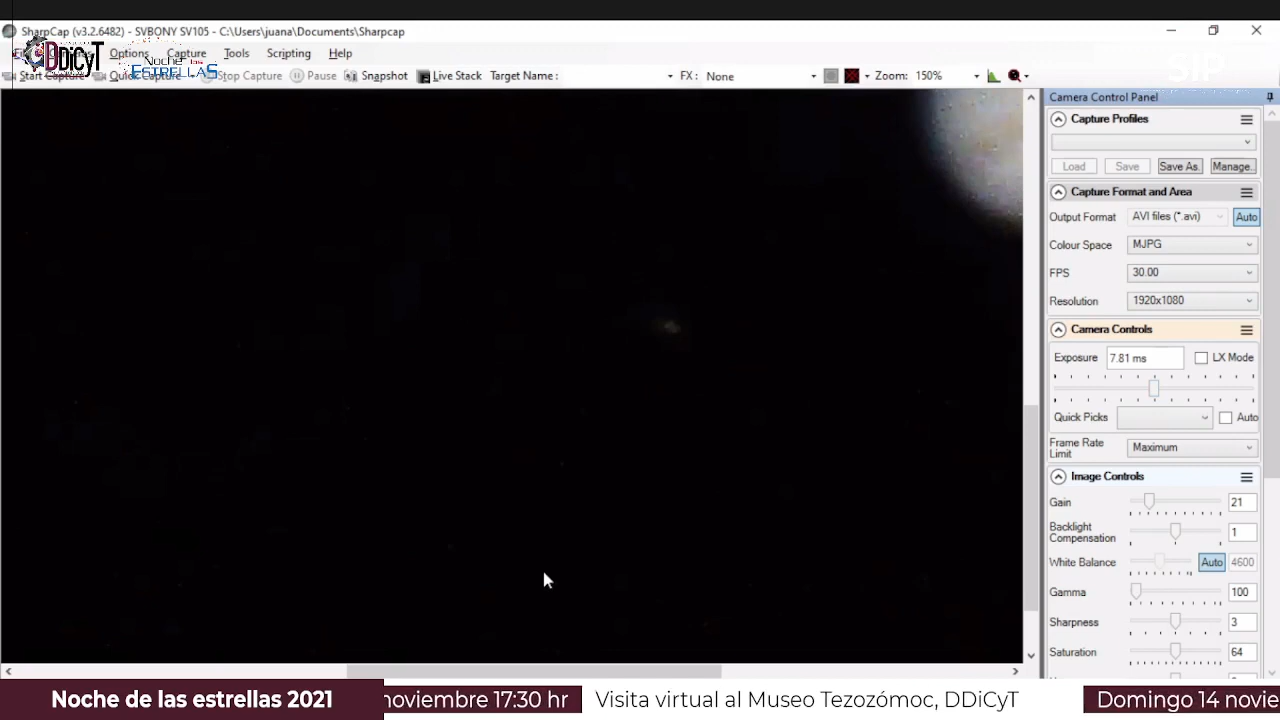 SharpCap (v3.2.6482) - SVBONY SV105 - C:\Users\juana\Documents\Sharpcap
DDiCyT
Noche de las
ESTRELLAS
Options Capture Tools Scripting Help
Start Capture Quick Capture Stop Capture Pause Snapshot Live Stack Target Name : FX : None Zoom: 150%
SIP
Camera Control Panel
Capture Profiles
Load Save Save As. Manage..
Capture Format and Area
Output Format AVI files (*.avi) Auto
Colour Space MJPG
FPS 30.00
Resolution 1920x1080
Camera Controls
Exposure 7.81 ms LX Mode
Quick Picks Auto
Frame Rate Limit Maximum
Image Controls
Gain 21
Backlight Compensation 1
White Balance Auto 4600
Gamma 100
Sharpness 3
Saturation 64
Noche de las estrellas 2021 noviembre 17:30 hr Visita virtual al Museo Tezozómoc, DDiCyT Domingo 14 novie